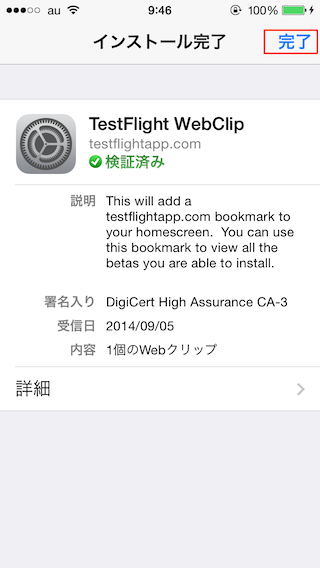 au 9:46 100%
インストール完了 完了
TestFlight WebClip
testflightapp.com
検証済み
説明 This will add a
testflightapp.com bookmark to
your homescreen. You can use
this bookmark to view all the
betas you are able to install.
署名入り DigiCert High Assurance CA-3
受信日 2014/09/05
内容 1個のWebクリップ
詳細